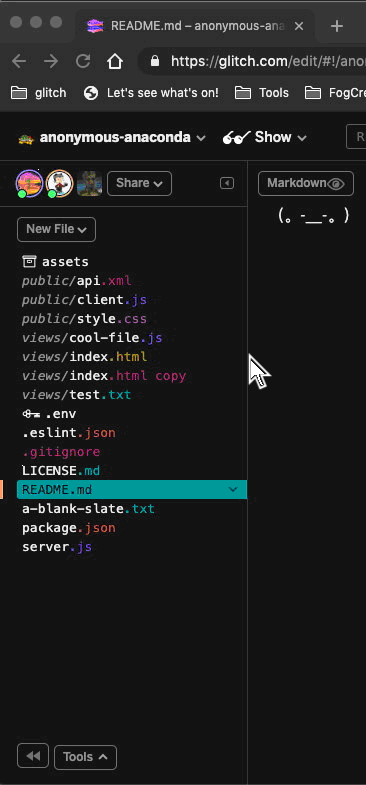 README.md – anonymous-ana
https://glitch.com/edit/#!/ano
glitch Let's see what's on! Tools FogCre
anonymous-anaconda Show R
Share Markdown
(。-__-。)
New File
assets
public/api.xml
public/client.js
public/style.css
views/cool-file.js
views/index.html
views/index.html copy
views/test.txt
.env
.eslint.json
.gitignore
LICENSE.md
README.md
a-blank-slate.txt
package.json
server.js
Tools